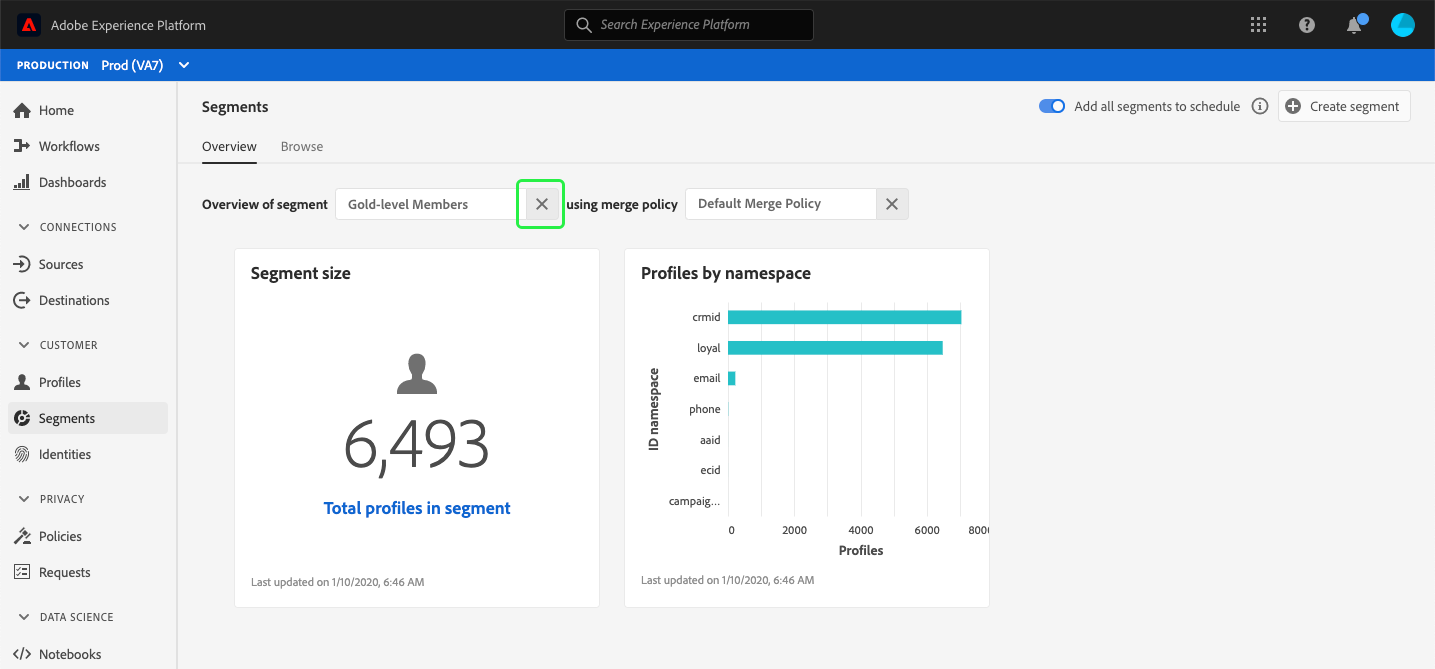 Adobe Experience Platform
Search Experience Platform
PRODUCTION Prod (VA7)
Home
Workflows
Dashboards
CONNECTIONS
Sources
Destinations
CUSTOMER
Profiles
Segments
Identities
PRIVACY
Policies
Requests
DATA SCIENCE
Notebooks
Segments
Add all segments to schedule
Create segment
Overview Browse
Overview of segment Gold-level Members using merge policy Default Merge Policy
Segment size
6,493
Total profiles in segment
Last updated on 1/10/2020, 6:46 AM
Profiles by namespace
ID namespace
crmid
loyal
email
phone
aaid
ecid
campaig...
0 2000 4000 6000 8000
Profiles
Last updated on 1/10/2020, 6:46 AM